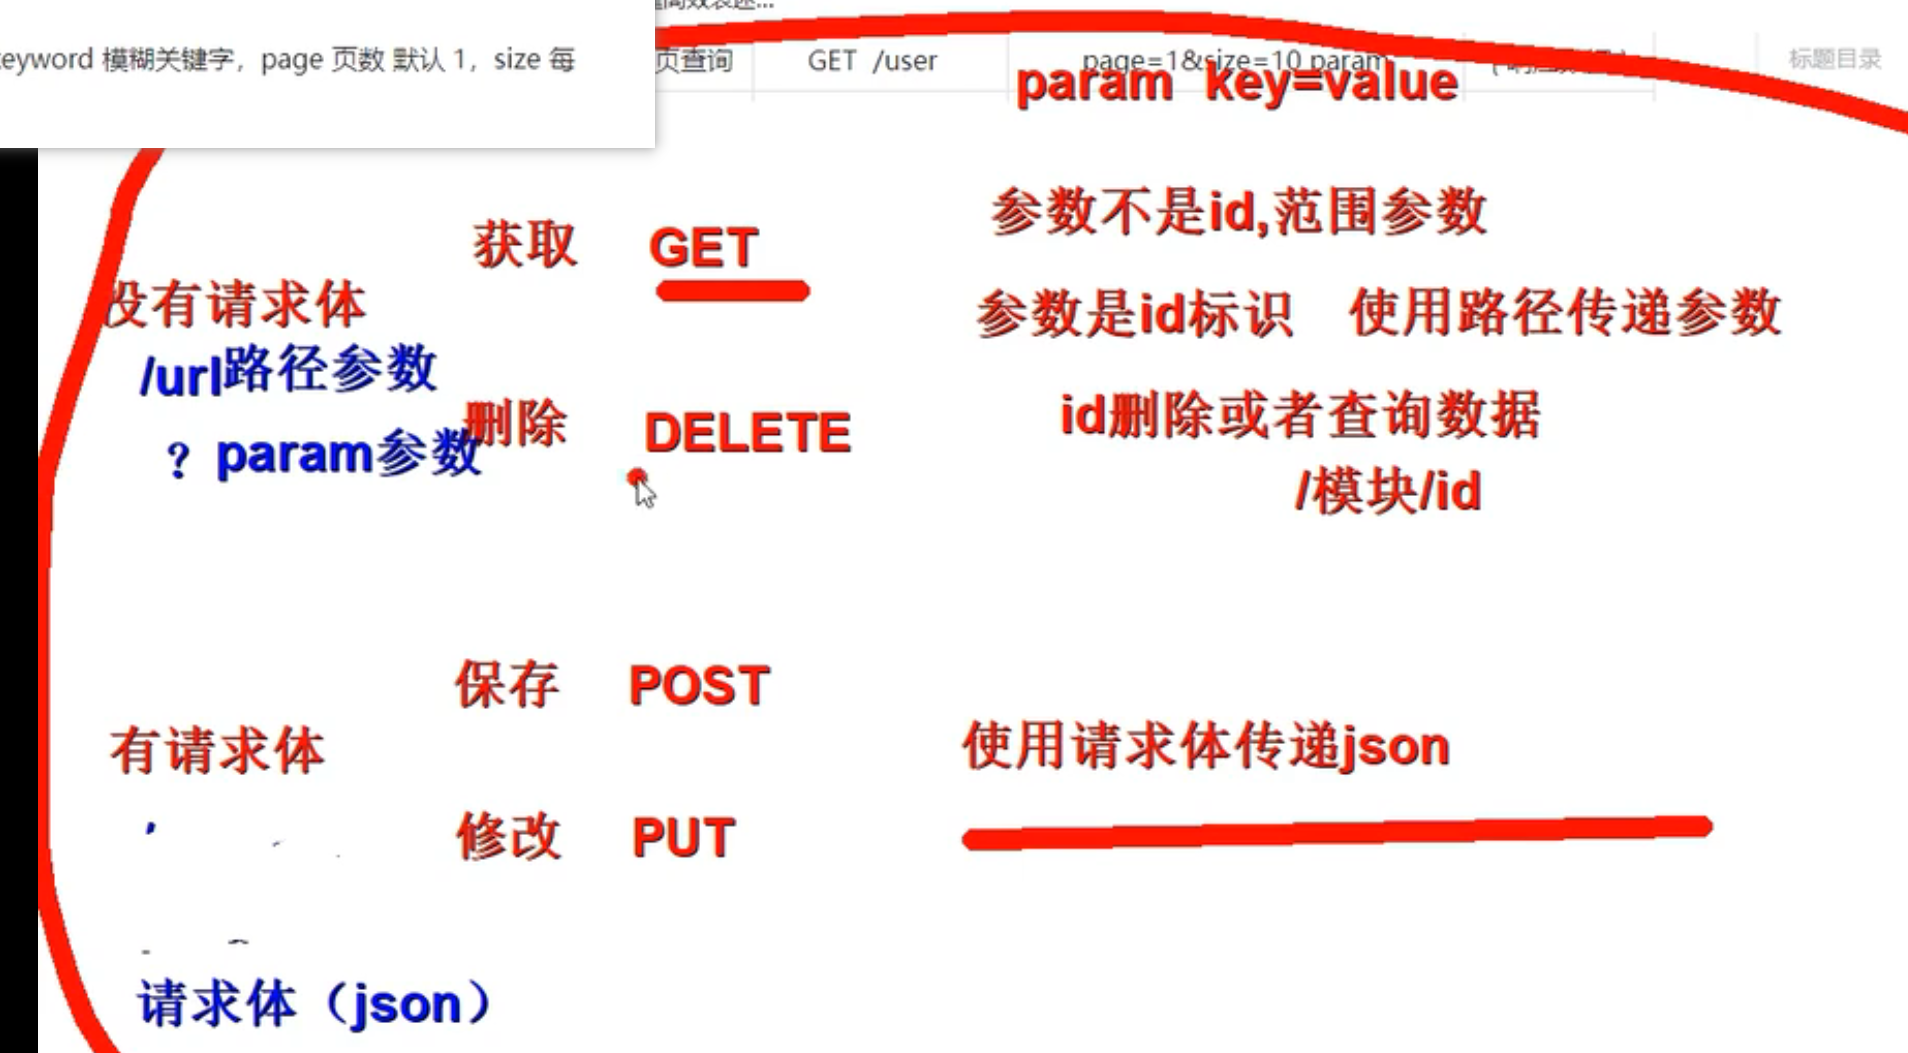 keyword 模糊关键字，page 页数 默认 1，size 每
页查询 GET /user page=1&size=10 param
标题目录
param key=value
获取 GET
参数不是id,范围参数
没有请求体
参数是id标识 使用路径传递参数
/url路径参数
删除 DELETE
id删除或者查询数据
? param参数
/模块/id
保存 POST
有请求体
使用请求体传递json
修改 PUT
请求体（json）